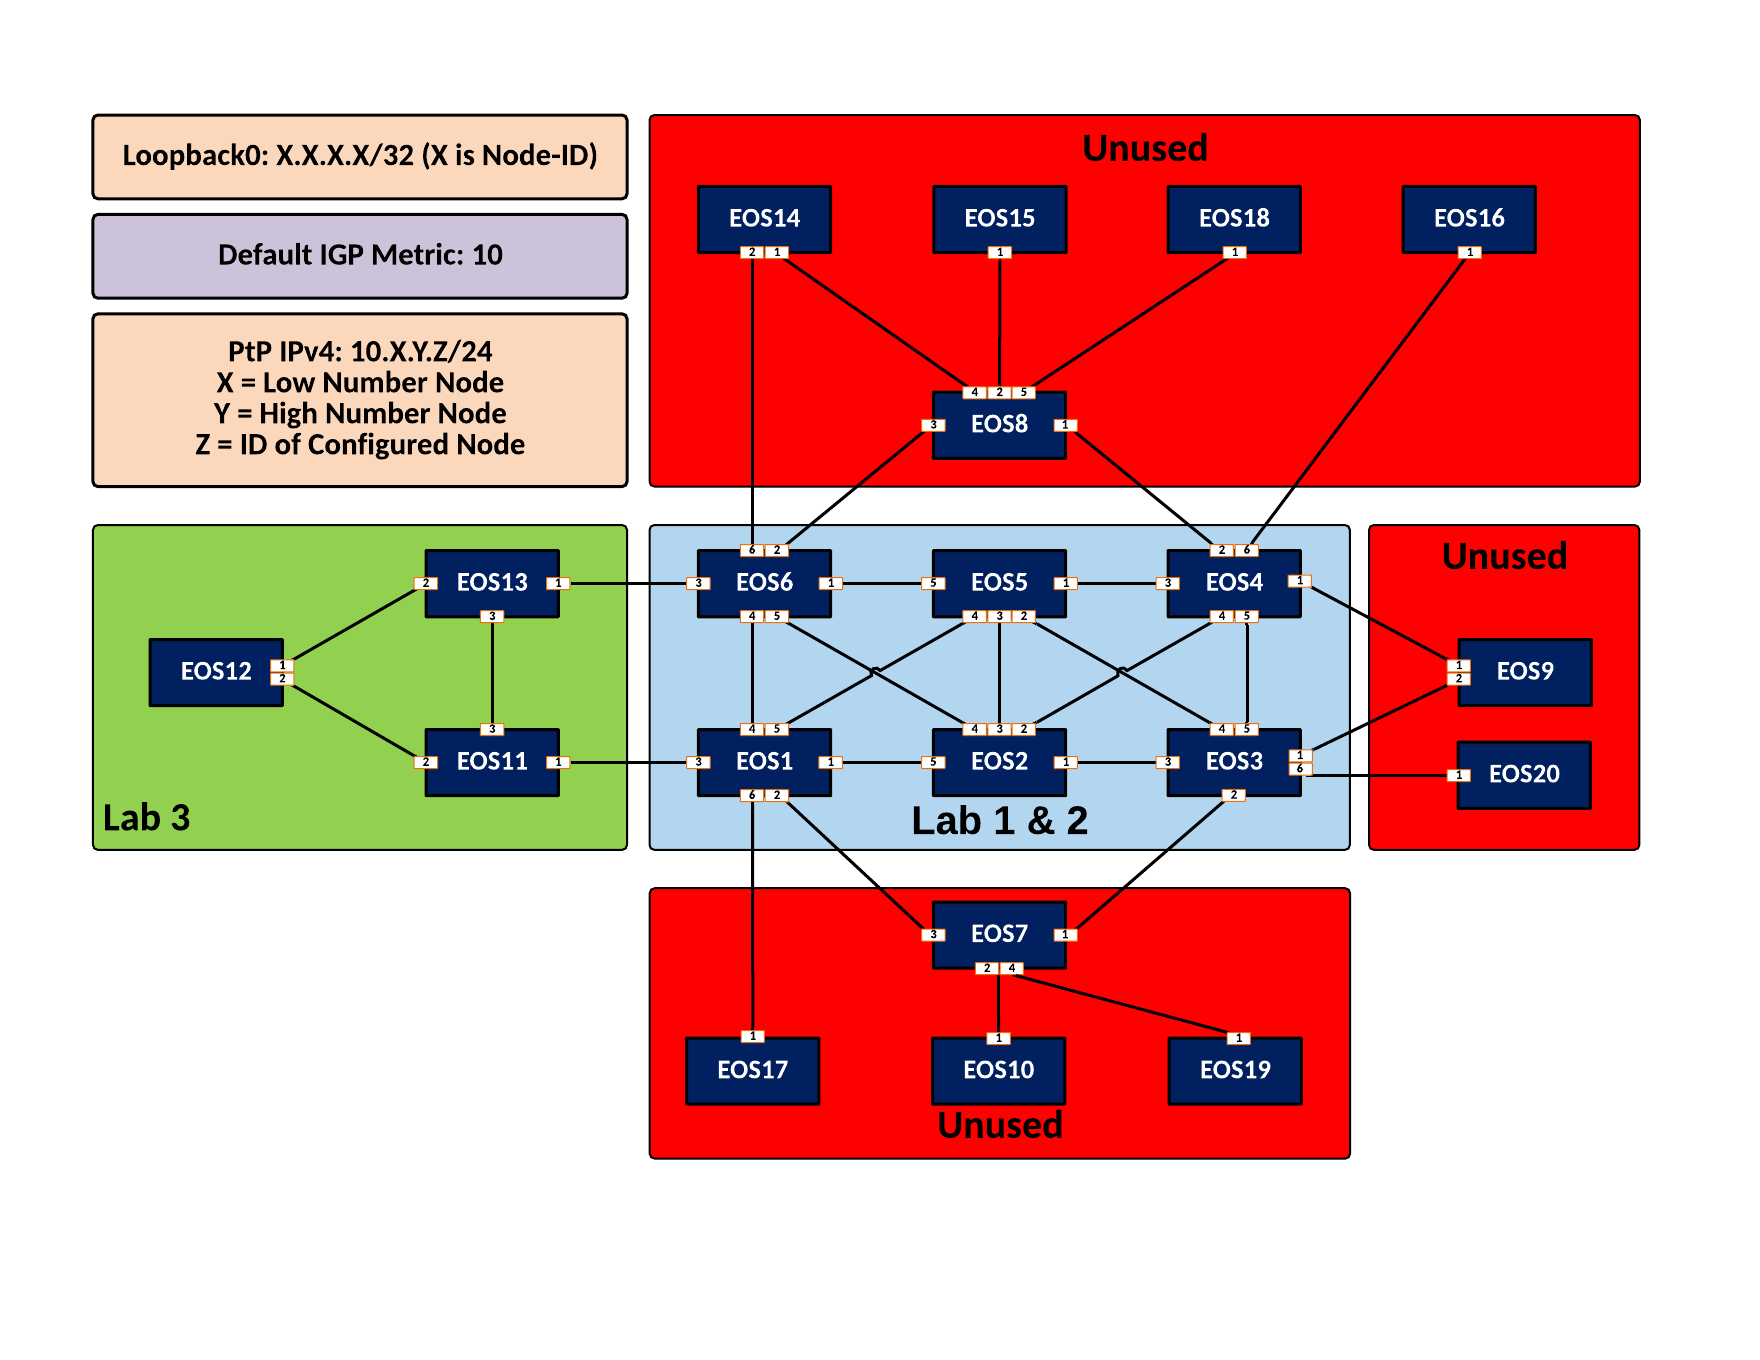 Loopback0: X.X.X.X/32 (X is Node-ID)
Default IGP Metric: 10
PtP IPv4: 10.X.Y.Z/24
X = Low Number Node
Y = High Number Node
Z = ID of Configured Node
Unused
EOS14
EOS15
EOS18
EOS16
2 1
1
1
1
4 2 5
3
EOS8
1
Lab 3
2
EOS13
1
3
EOS12
1
2
3
2
EOS11
1
6 2
3
EOS6
1
4 5
5
EOS5
1
4 3 2
2 6
3
EOS4
1
4 5
4 5
3
EOS1
1
6 2
4 3 2
5
EOS2
1
4 5
3
EOS3
1
6
2
Lab 1 & 2
Unused
1
2
EOS9
1
EOS20
3
EOS7
1
2 4
1
EOS17
1
EOS10
1
EOS19
Unused